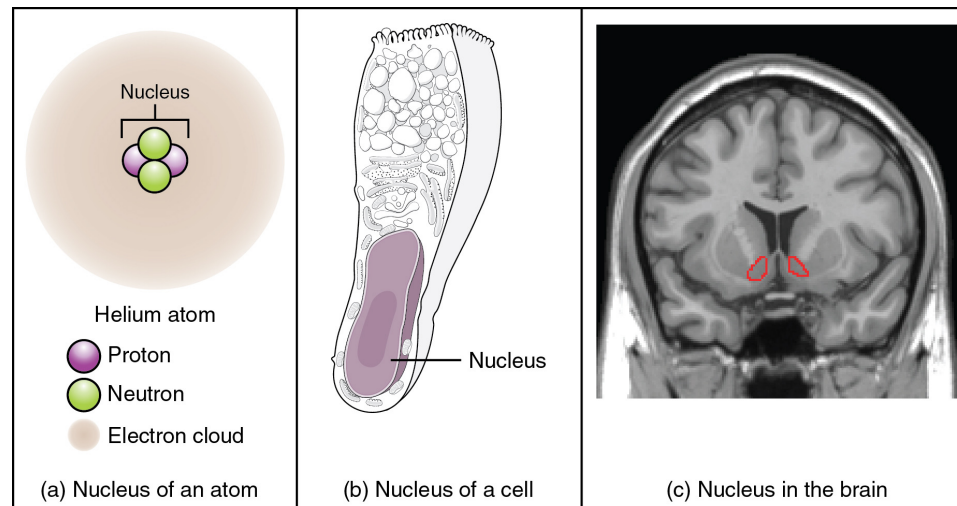 Nucleus
Helium atom
Proton
Neutron
Electron cloud
(a) Nucleus of an atom
Nucleus
(b) Nucleus of a cell
(c) Nucleus in the brain